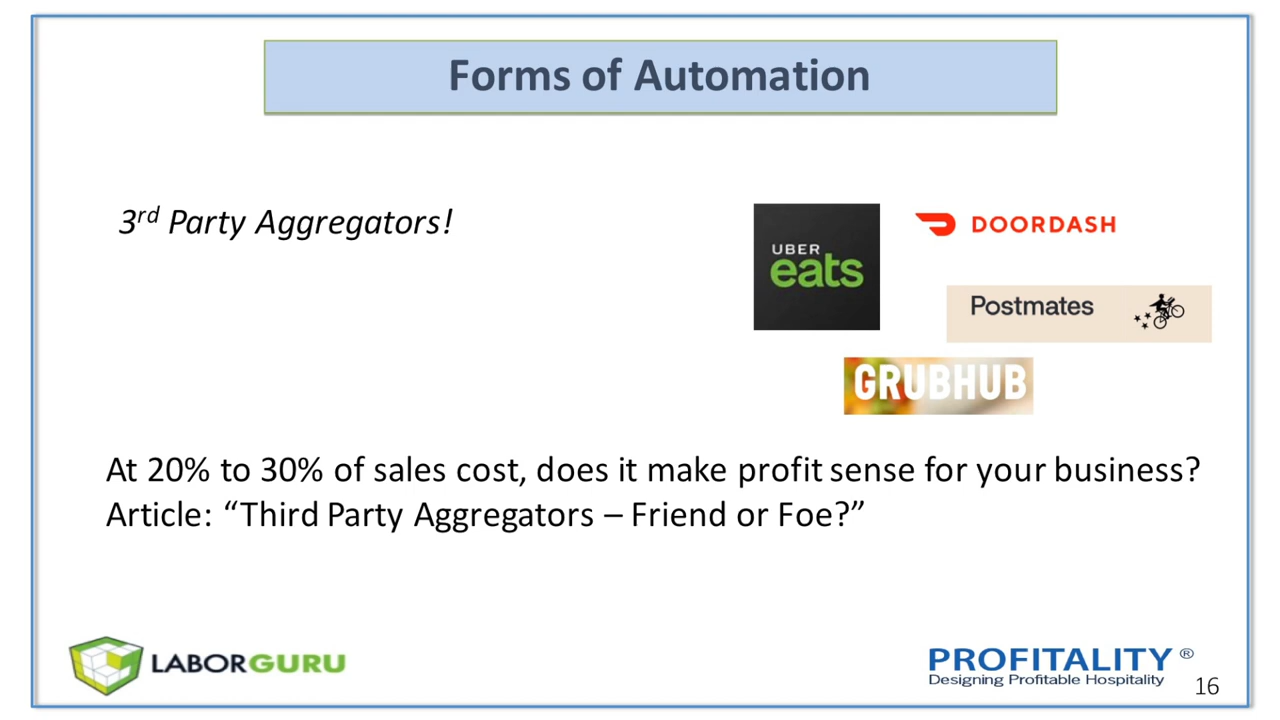 Forms of Automation
3rd Party Aggregators!
UBER
eats
DOORDASH
Postmates
GRUBHUB
At 20% to 30% of sales cost, does it make profit sense for your business?
Article: “Third Party Aggregators – Friend or Foe?”
LABORGURU
PROFITALITY ®
Designing Profitable Hospitality
16